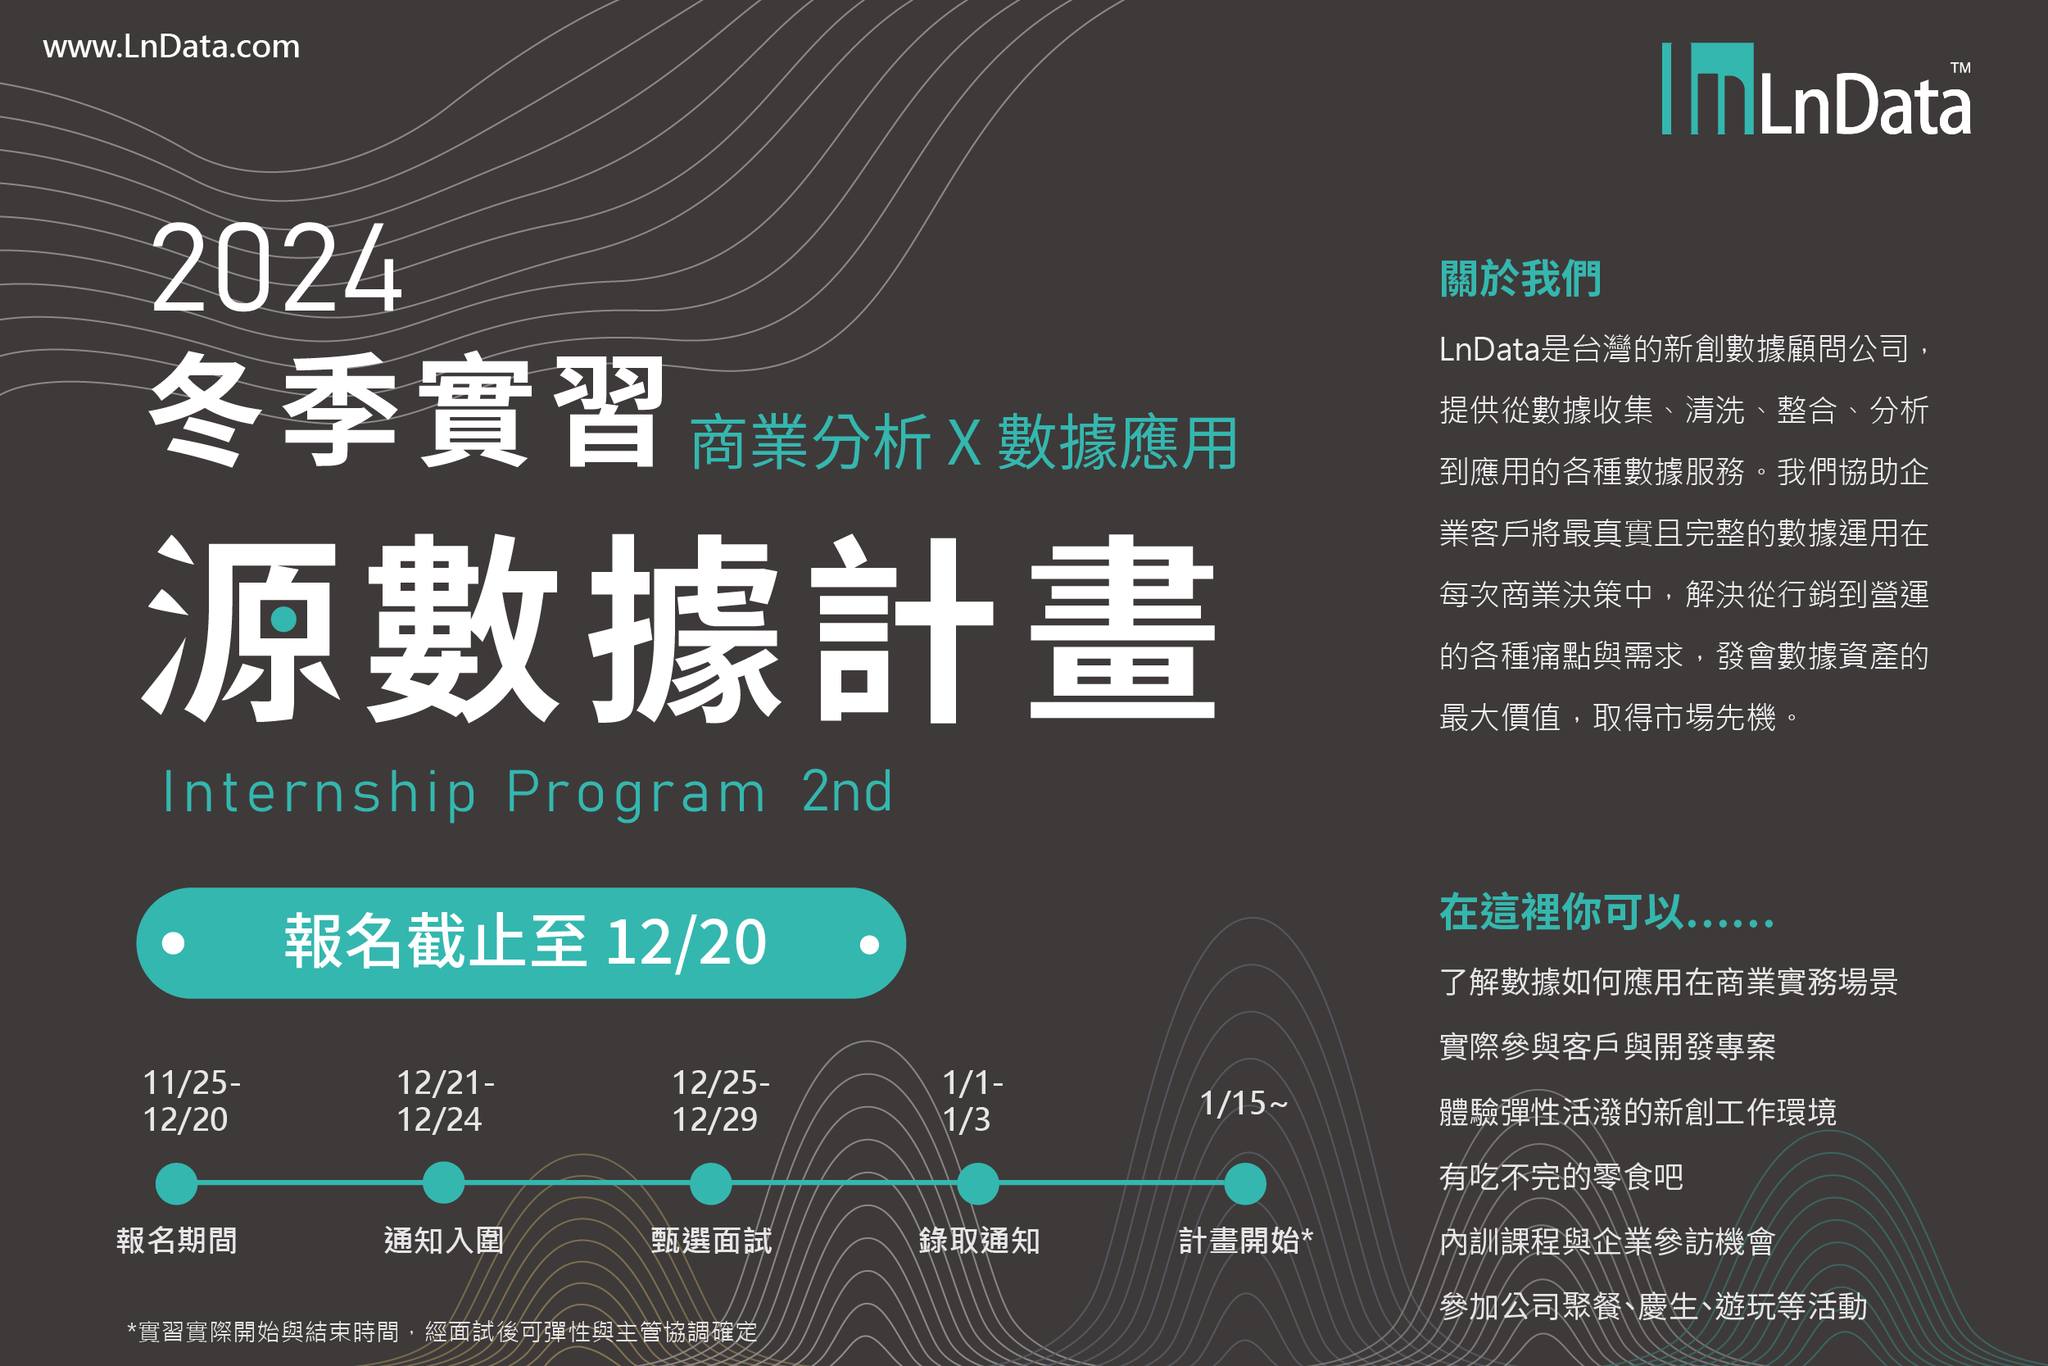 www.LnData.com
LnData™
2024
冬季實習 商業分析 X 數據應用
源數據計畫
Internship Program 2nd
報名截止至 12/20
11/25-
12/20
報名期間
12/21-
12/24
通知入圍
12/25-
12/29
甄選面試
1/1-
1/3
錄取通知
1/15~
計畫開始*
*實習實際開始與結束時間，經面試後可彈性與主管協調確定
關於我們
LnData是台灣的新創數據顧問公司，
提供從數據收集、清洗、整合、分析
到應用的各種數據服務。我們協助企
業客戶將最真實且完整的數據運用在
每次商業決策中，解決從行銷到營運
的各種痛點與需求，發會數據資產的
最大價值，取得市場先機。
在這裡你可以……
了解數據如何應用在商業實務場景
實際參與客戶與開發專案
體驗彈性活潑的新創工作環境
有吃不完的零食吧
內訓課程與企業參訪機會
參加公司聚餐、慶生、遊玩等活動